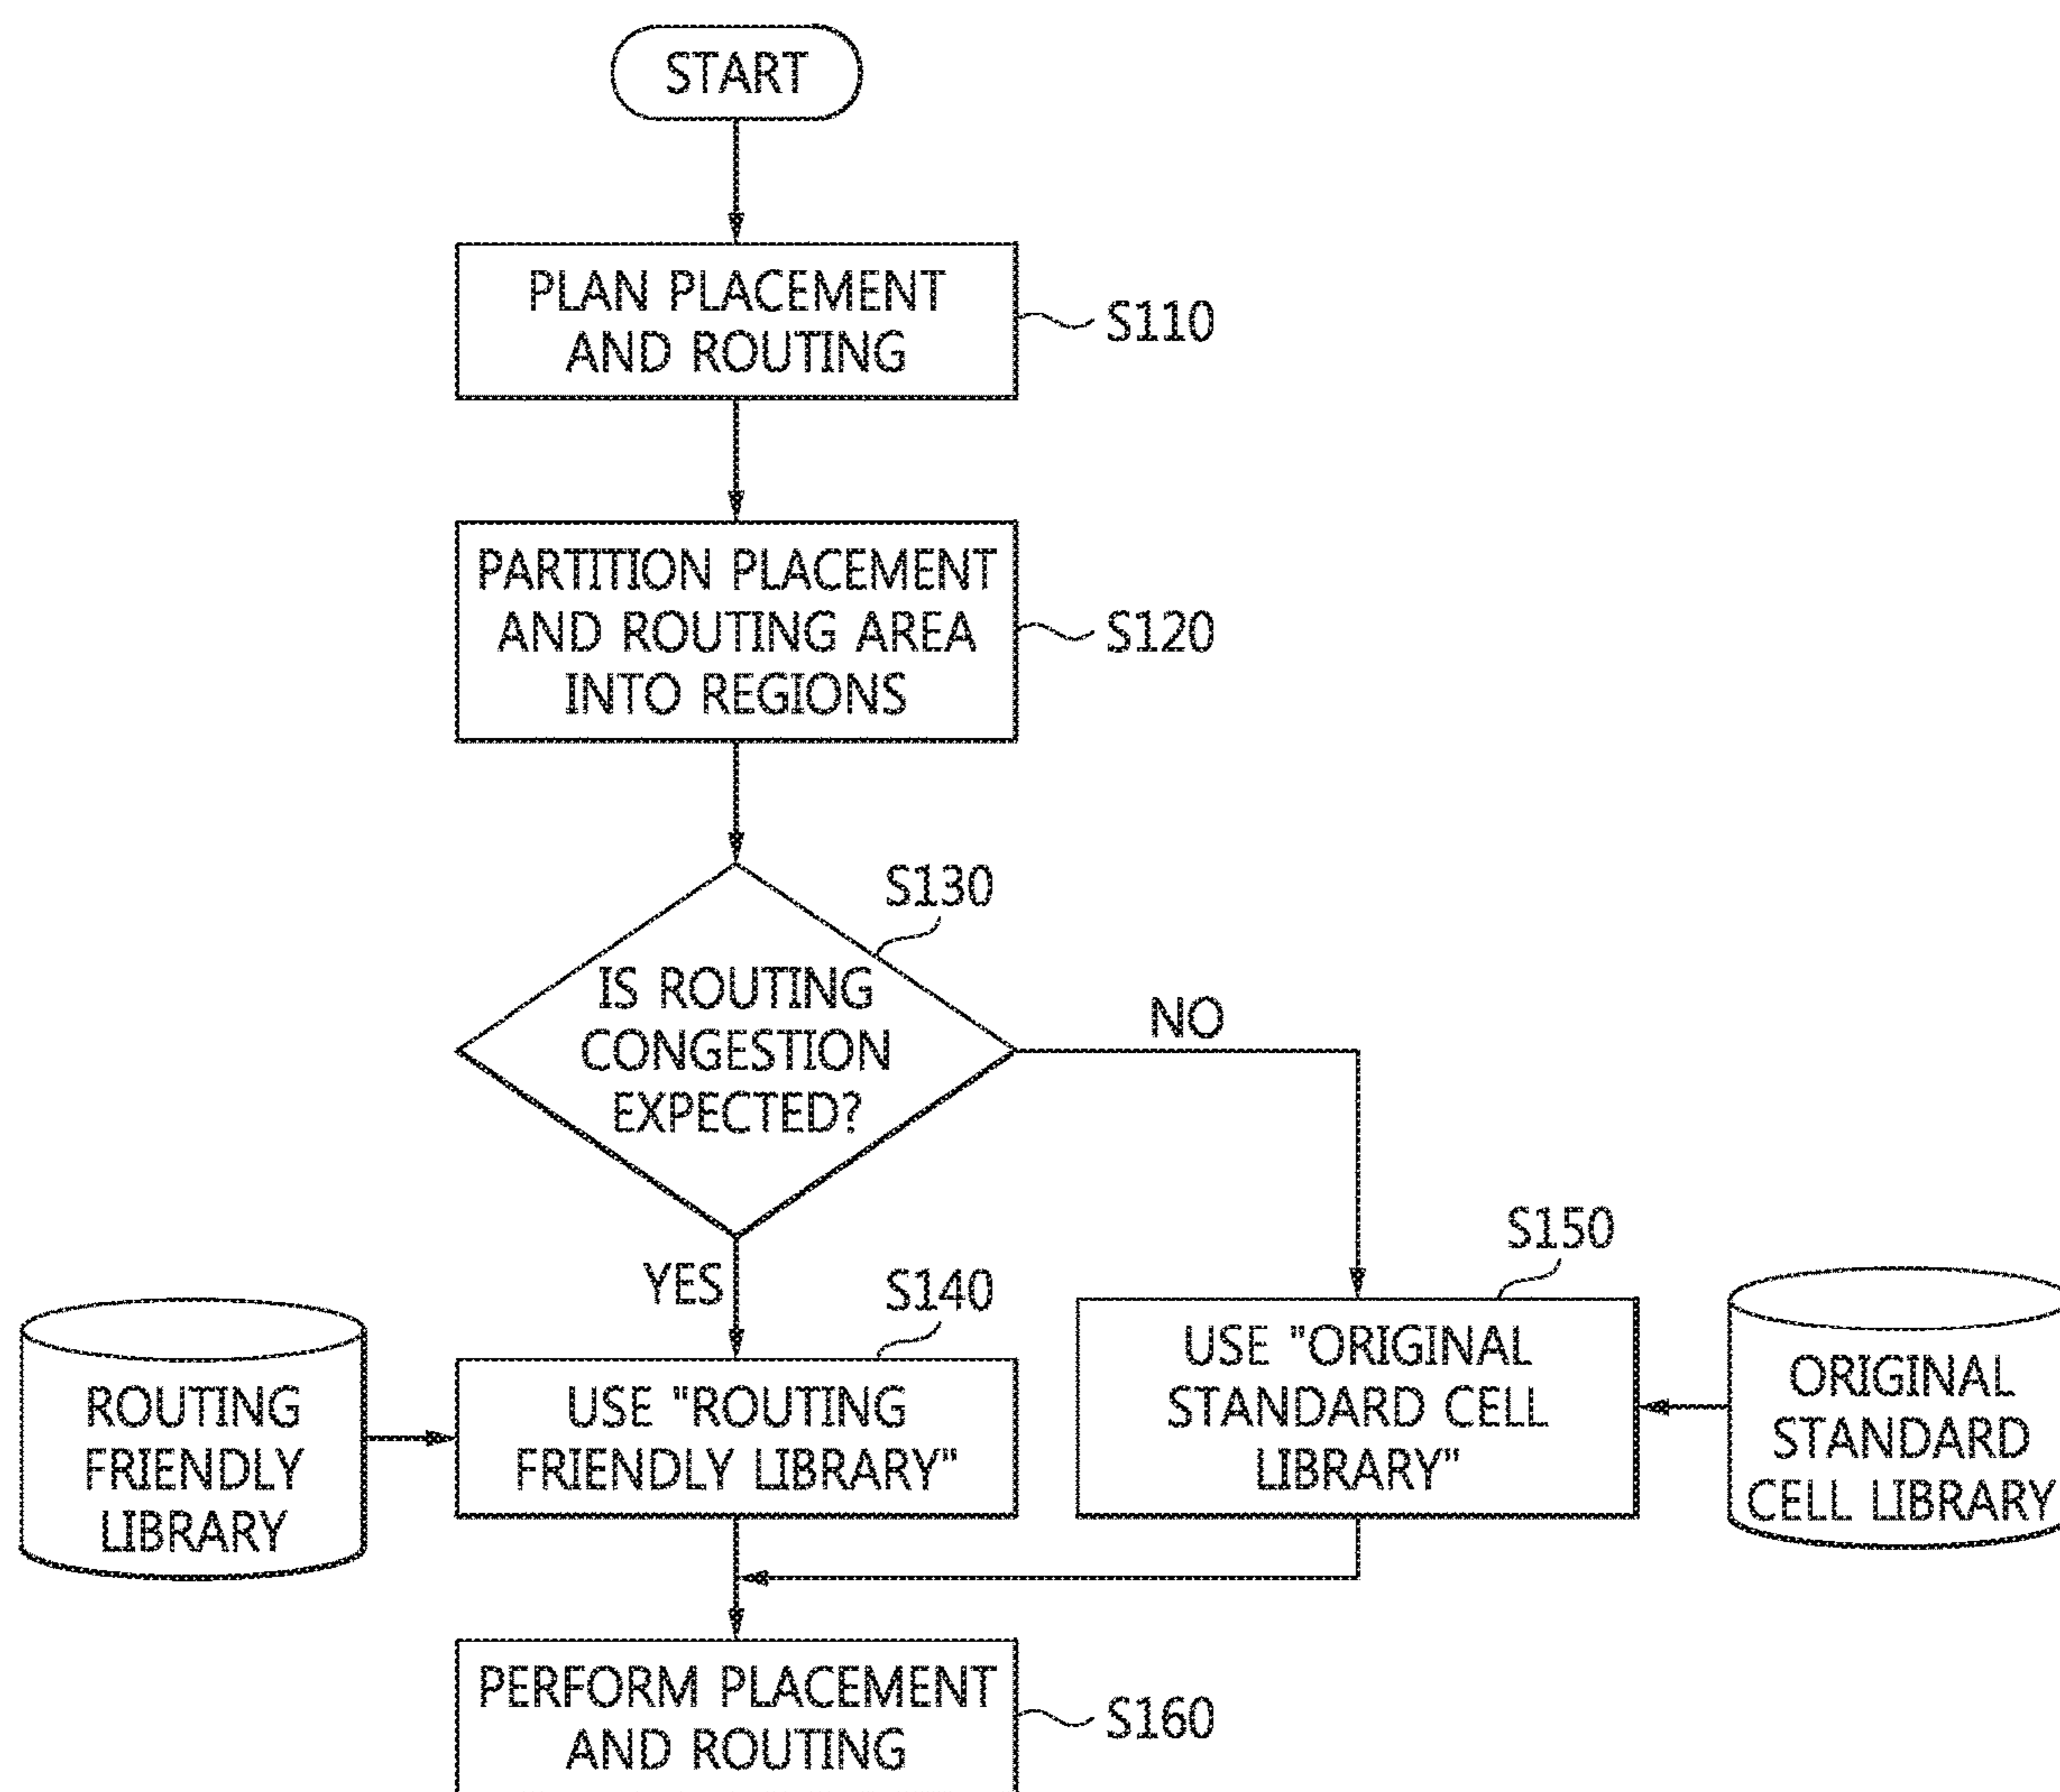 START
PLAN PLACEMENT
AND ROUTING
S110
PARTITION PLACEMENT
AND ROUTING AREA
INTO REGIONS
S120
S130
IS ROUTING
CONGESTION
EXPECTED?
NO
YES
S140
S150
ROUTING
FRIENDLY
LIBRARY
USE "ROUTING
FRIENDLY LIBRARY"
USE "ORIGINAL
STANDARD CELL
LIBRARY"
ORIGINAL
STANDARD
CELL LIBRARY
PERFORM PLACEMENT
AND ROUTING
S160